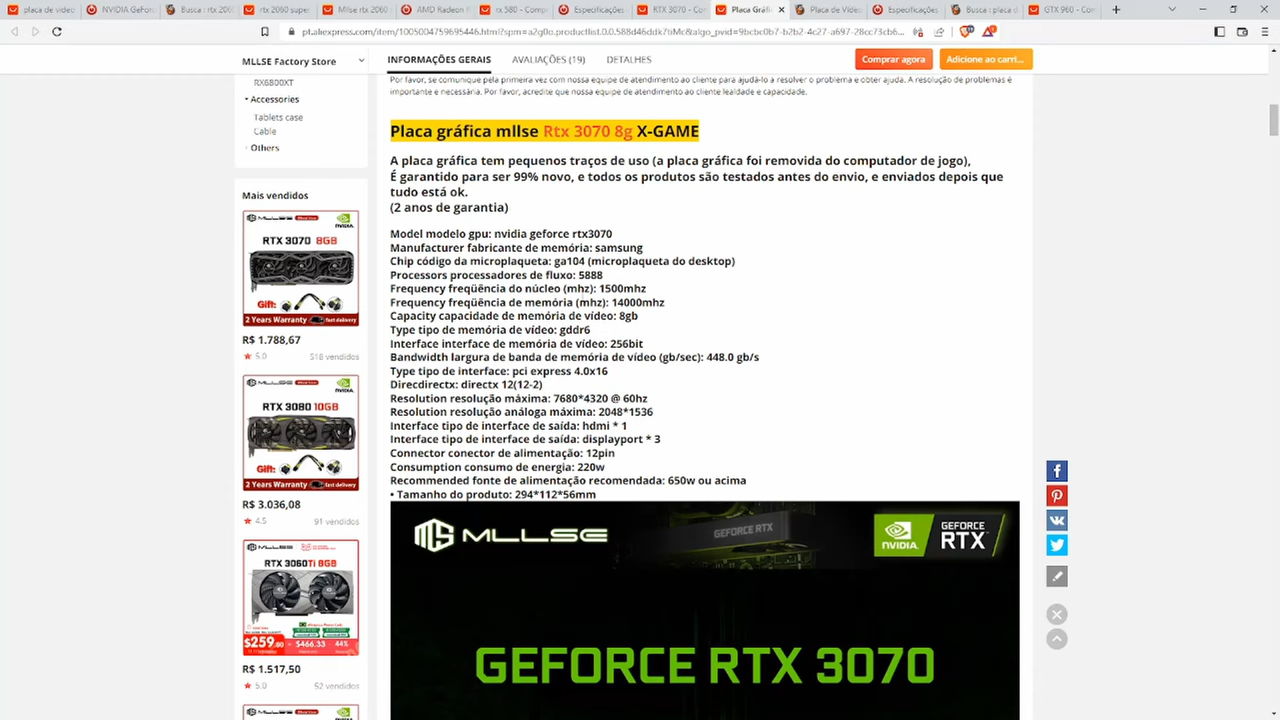 placa de video
NVIDIA GeFor
Busca : rtx 206
rtx 2060 super
Mllse rtx 2060
AMD Radeon R
rx 580 - Compr
Especificações
RTX 3070 - Con
Placa Gráfi
Placa de Vídeo
Especificações
Busca : placa d
GTX 960 - Con
pt.aliexpress.com/item/1005004759695446.html?spm=a2g0o.productlist.0.0.588d46ddk7tiMc&algo_pvid=9bcbc0b7-b2b2-4c27-a697-28cc73cb6...
MLLSE Factory Store
INFORMAÇÕES GERAIS
AVALIAÇÕES (19)
DETALHES
Comprar agora
Adicione ao carri...
RX6800XT
Accessories
Tablets case
Cable
Others
Mais vendidos
MLLSE
NVIDIA
RTX 3070 8GB
Gift:
2 Years Warranty
fast delivery
R$ 1.788,67
5.0
518 vendidos
MLLSE
NVIDIA
RTX 3080 10GB
Gift:
2 Years Warranty
fast delivery
R$ 3.036,08
4.5
91 vendidos
MLLSE
RTX 3060Ti 8GB
$259.80 - $466.33 44%
R$ 1.517,50
5.0
52 vendidos
MLLSE
Por favor, se comunique pela primeira vez com nossa equipe de atendimento ao cliente para ajudá-lo a resolver o problema e obter ajuda. A resolução de problemas é
importante e necessária. Por favor, acredite que nossa equipe de atendimento ao cliente lealdade e capacidade.
Placa gráfica mllse Rtx 3070 8g X-GAME
A placa gráfica tem pequenos traços de uso (a placa gráfica foi removida do computador de jogo),
É garantido para ser 99% novo, e todos os produtos são testados antes do envio, e enviados depois que
tudo está ok.
(2 anos de garantia)
Model modelo gpu: nvidia geforce rtx3070
Manufacturer fabricante de memória: samsung
Chip código da microplaqueta: ga104 (microplaqueta do desktop)
Processors processadores de fluxo: 5888
Frequency freqüência do núcleo (mhz): 1500mhz
Frequency freqüência de memória (mhz): 14000mhz
Capacity capacidade de memória de vídeo: 8gb
Type tipo de memória de vídeo: gddr6
Interface interface de memória de vídeo: 256bit
Bandwidth largura de banda de memória de vídeo (gb/sec): 448.0 gb/s
Type tipo de interface: pci express 4.0x16
Direcdirectx: directx 12(12-2)
Resolution resolução máxima: 7680*4320 @ 60hz
Resolution resolução análoga máxima: 2048*1536
Interface tipo de interface de saída: hdmi * 1
Interface tipo de interface de saída: displayport * 3
Connector conector de alimentação: 12pin
Consumption consumo de energia: 220w
Recommended fonte de alimentação recomendada: 650w ou acima
• Tamanho do produto: 294*112*56mm
MLLSE
GEFORCE RTX
NVIDIA.
GEFORCE
RTX
GEFORCE RTX 3070